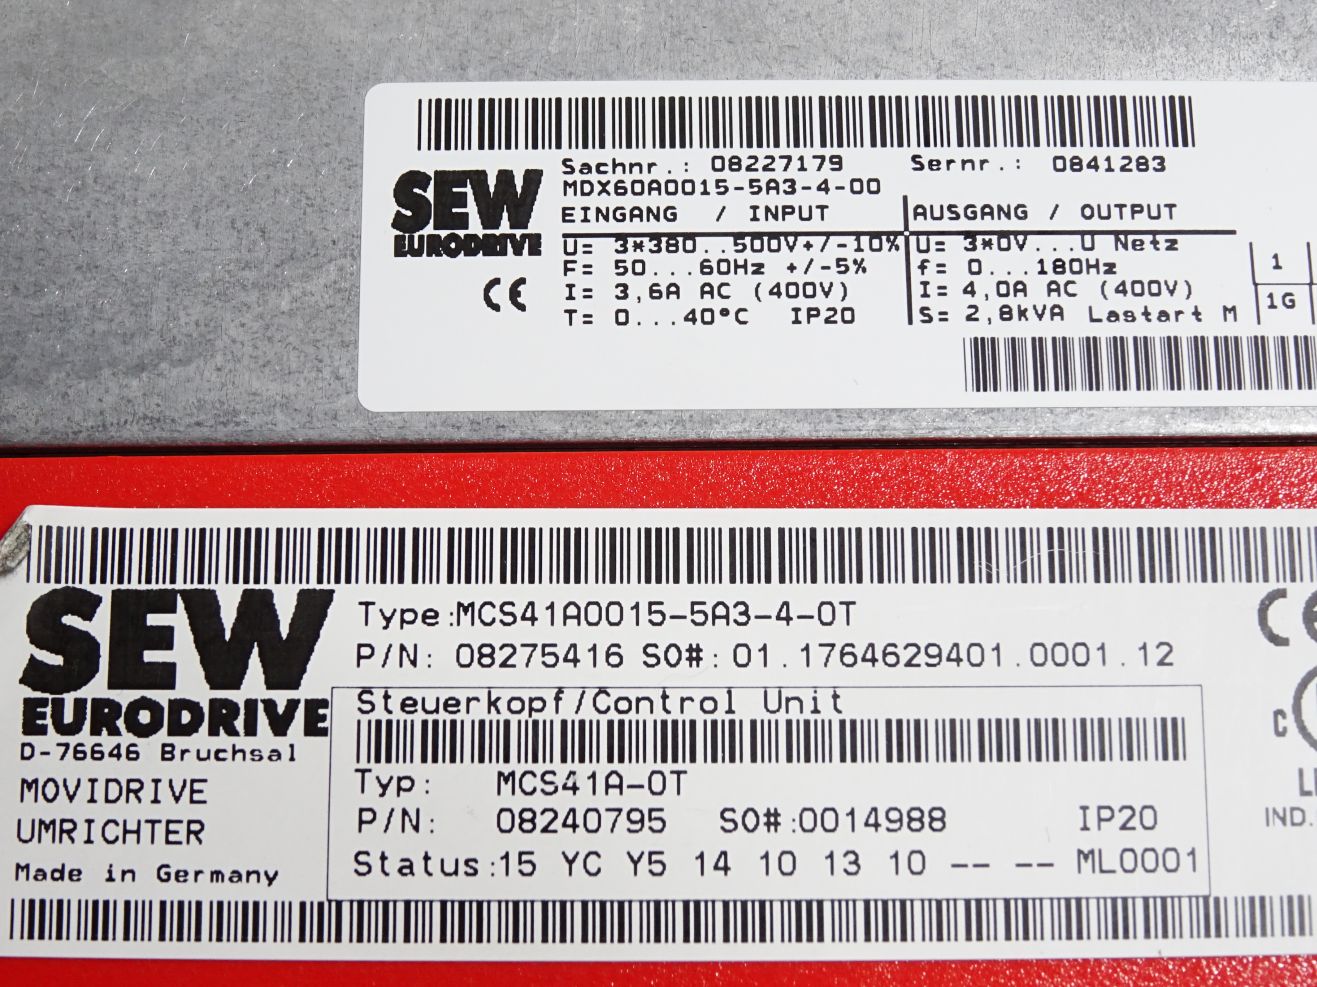 Sachnr.: 08227179 Sernr.: 0841283
MDX60A0015-5A3-4-00
SEW
EURODRIVE
CE
EINGANG / INPUT
U= 3*380..500V+/-10%
F= 50...60Hz +/-5%
I= 3,6A AC (400V)
T= 0...40°C IP20
AUSGANG / OUTPUT
U= 3*0V...U Netz
f= 0...180Hz
I= 4,0A AC (400V)
S= 2,8kVA Lastart M
1
1G
SEW
EURODRIVE
D-76646 Bruchsal
MOVIDRIVE
UMRICHTER
Made in Germany
Type:MCS41A0015-5A3-4-0T
P/N: 08275416 SO#: 01.1764629401.0001.12
Steuerkopf/Control Unit
Typ: MCS41A-0T
P/N: 08240795 SO#:0014988 IP20
Status:15 YC Y5 14 10 13 10 -- -- ML0001
CE
C
IND.